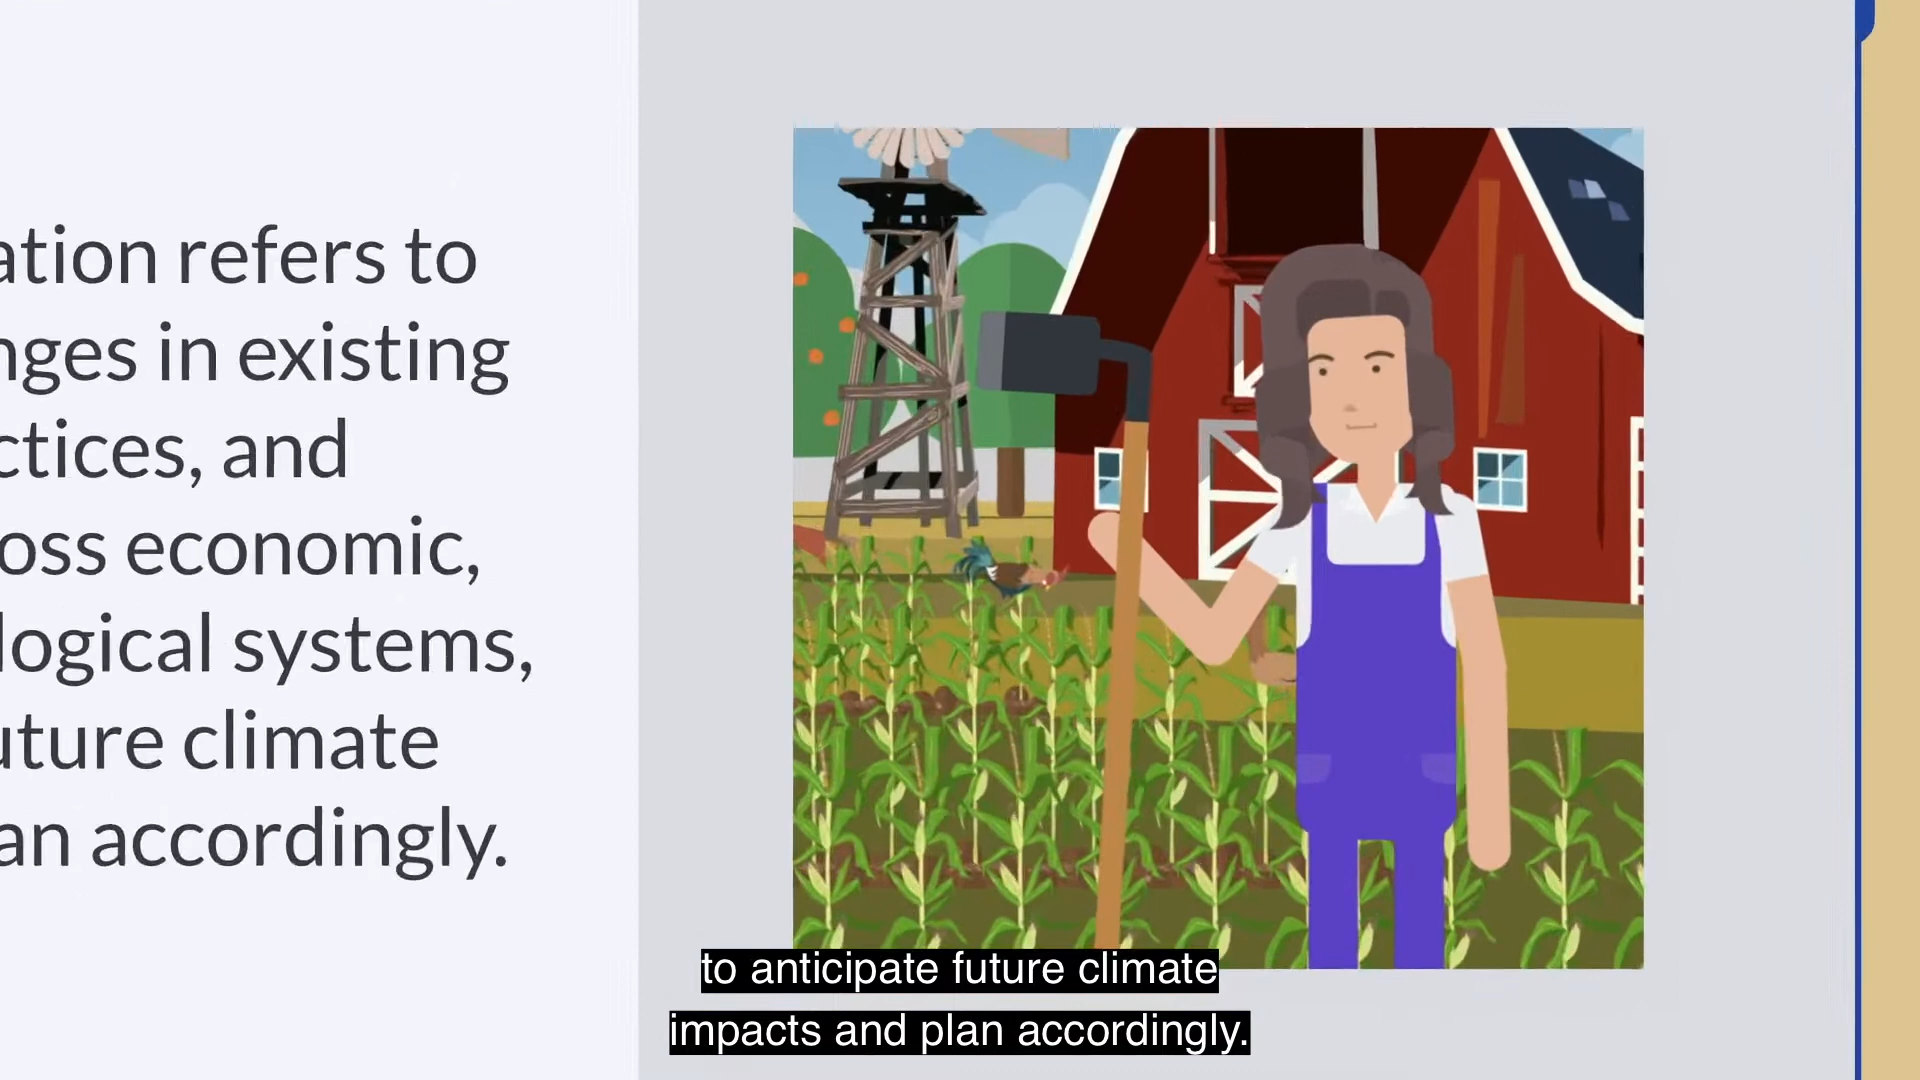 ation refers to
nges in existing
ctices, and
oss economic,
logical systems,
uture climate
an accordingly.
to anticipate future climate
impacts and plan accordingly.